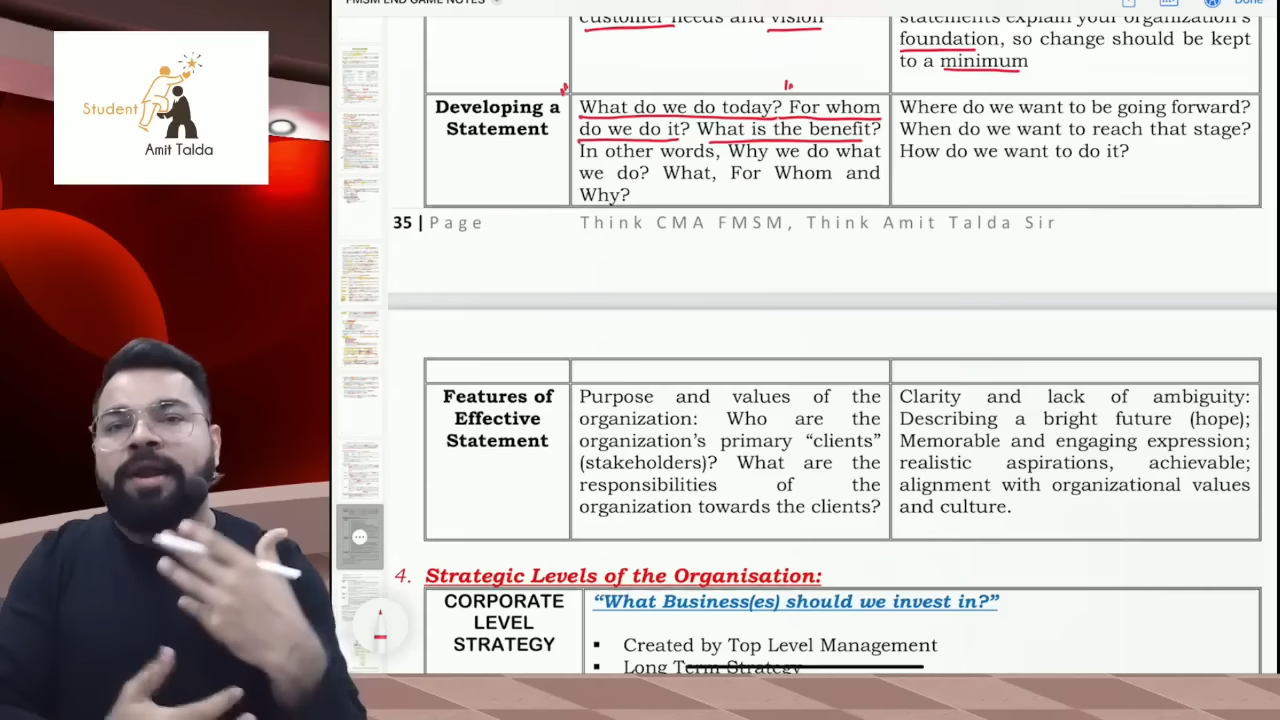 FMSM END GAME NOTES
Done
Student
Amit Talda
customer needs and vision
statements explain an organization's
foundation, so change should be kept
to a minimum
Developing a
Statement
What do we do today? For whom
do we do it? What is the benefit?
In other words, Why we do what
we do? What, For Whom and
Why
Where do we want to be going forward?
When do we want to reach that stage?
How do we want to do it?
35 | Page
Think CMA FMSM Think Amit Talda Sir
Features of
Effective
Statement
Purpose and values of the
organization: Who are the
organization's primary "clients"
(stakeholders)? What are the
responsibilities of the
organization towards the clients?
Clarity and lack of ambiguity:
Describing a bright future (hope);
Memorable and engaging expression;
realistic aspirations, achievable;
alignment with organizational values
and culture.
4. Strategy Levels of the Organisation
CORPORATE
LEVEL
STRATEGY
"What Business(es) should we invest in?"
▪ Created by Top Level Management
▪ Long Term Strategy